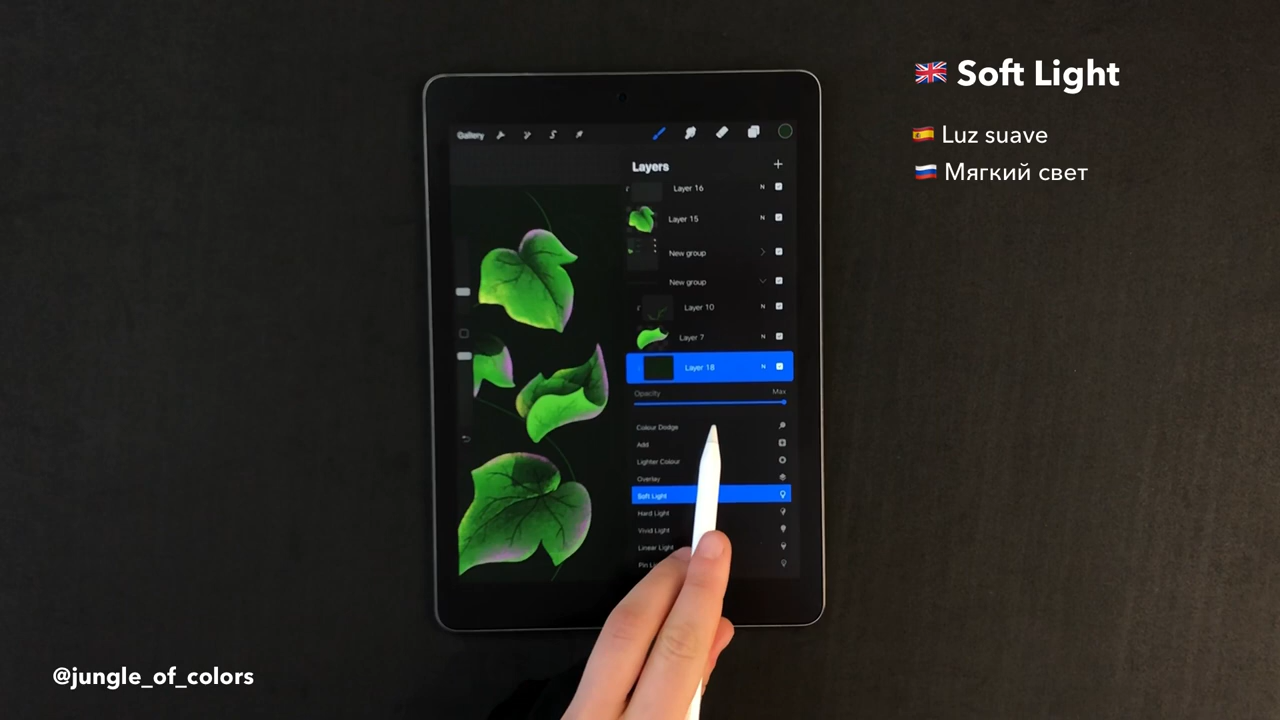 Soft Light
Luz suave
Мягкий свет
Gallery
Layers
Layer 16
N
Layer 15
N
New group
New group
Layer 10
N
Layer 7
N
Layer 18
N
Opacity
Max
Colour Dodge
Add
Lighter Colour
Overlay
Soft Light
Hard Light
Vivid Light
Linear Light
Pin
@jungle_of_colors